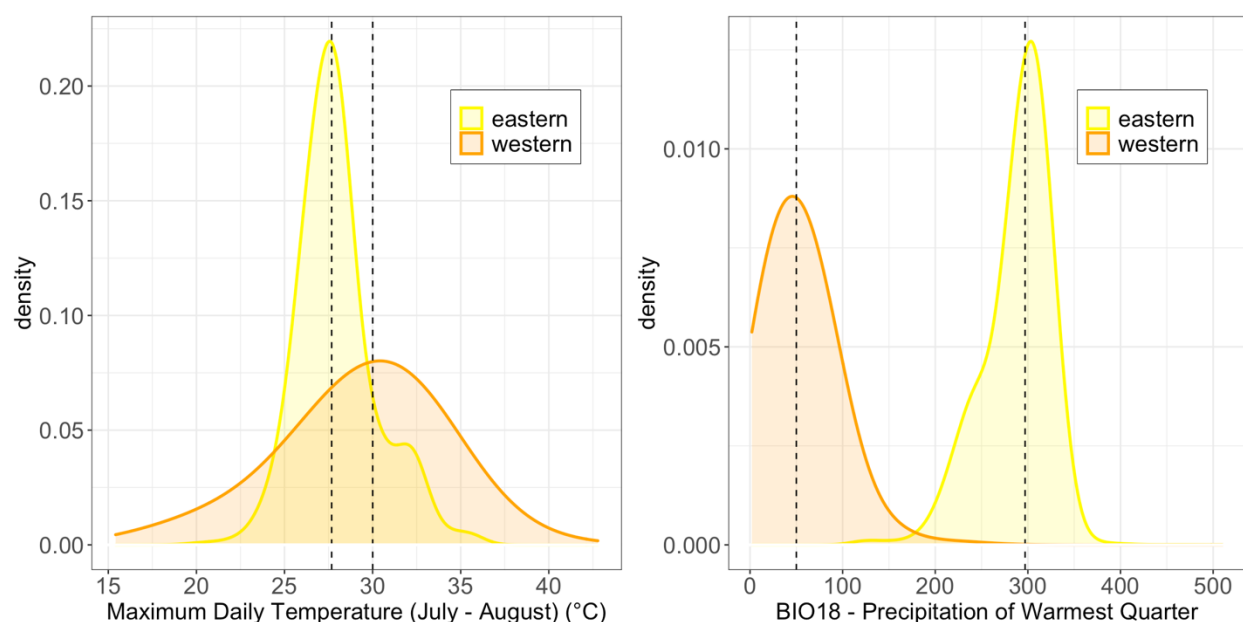 density
0.20
0.15
0.10
0.05
0.00
eastern
western
15 20 25 30 35 40
Maximum Daily Temperature (July - August) (°C)
density
0.010
0.005
0.000
eastern
western
0 100 200 300 400 500
BIO18 - Precipitation of Warmest Quarter